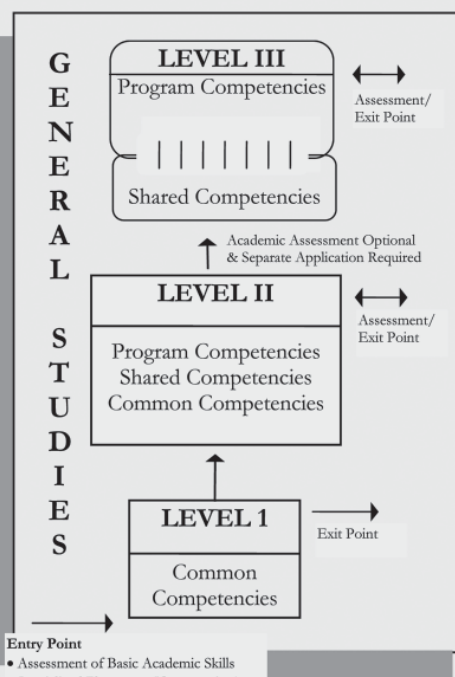 GENERAL STUDIES
LEVEL III
Program Competencies
Assessment/
Exit Point
Shared Competencies
Academic Assessment Optional
& Separate Application Required
LEVEL II
Assessment/
Exit Point
Program Competencies
Shared Competencies
Common Competencies
LEVEL 1
Exit Point
Common
Competencies
Entry Point
• Assessment of Basic Academic Skills